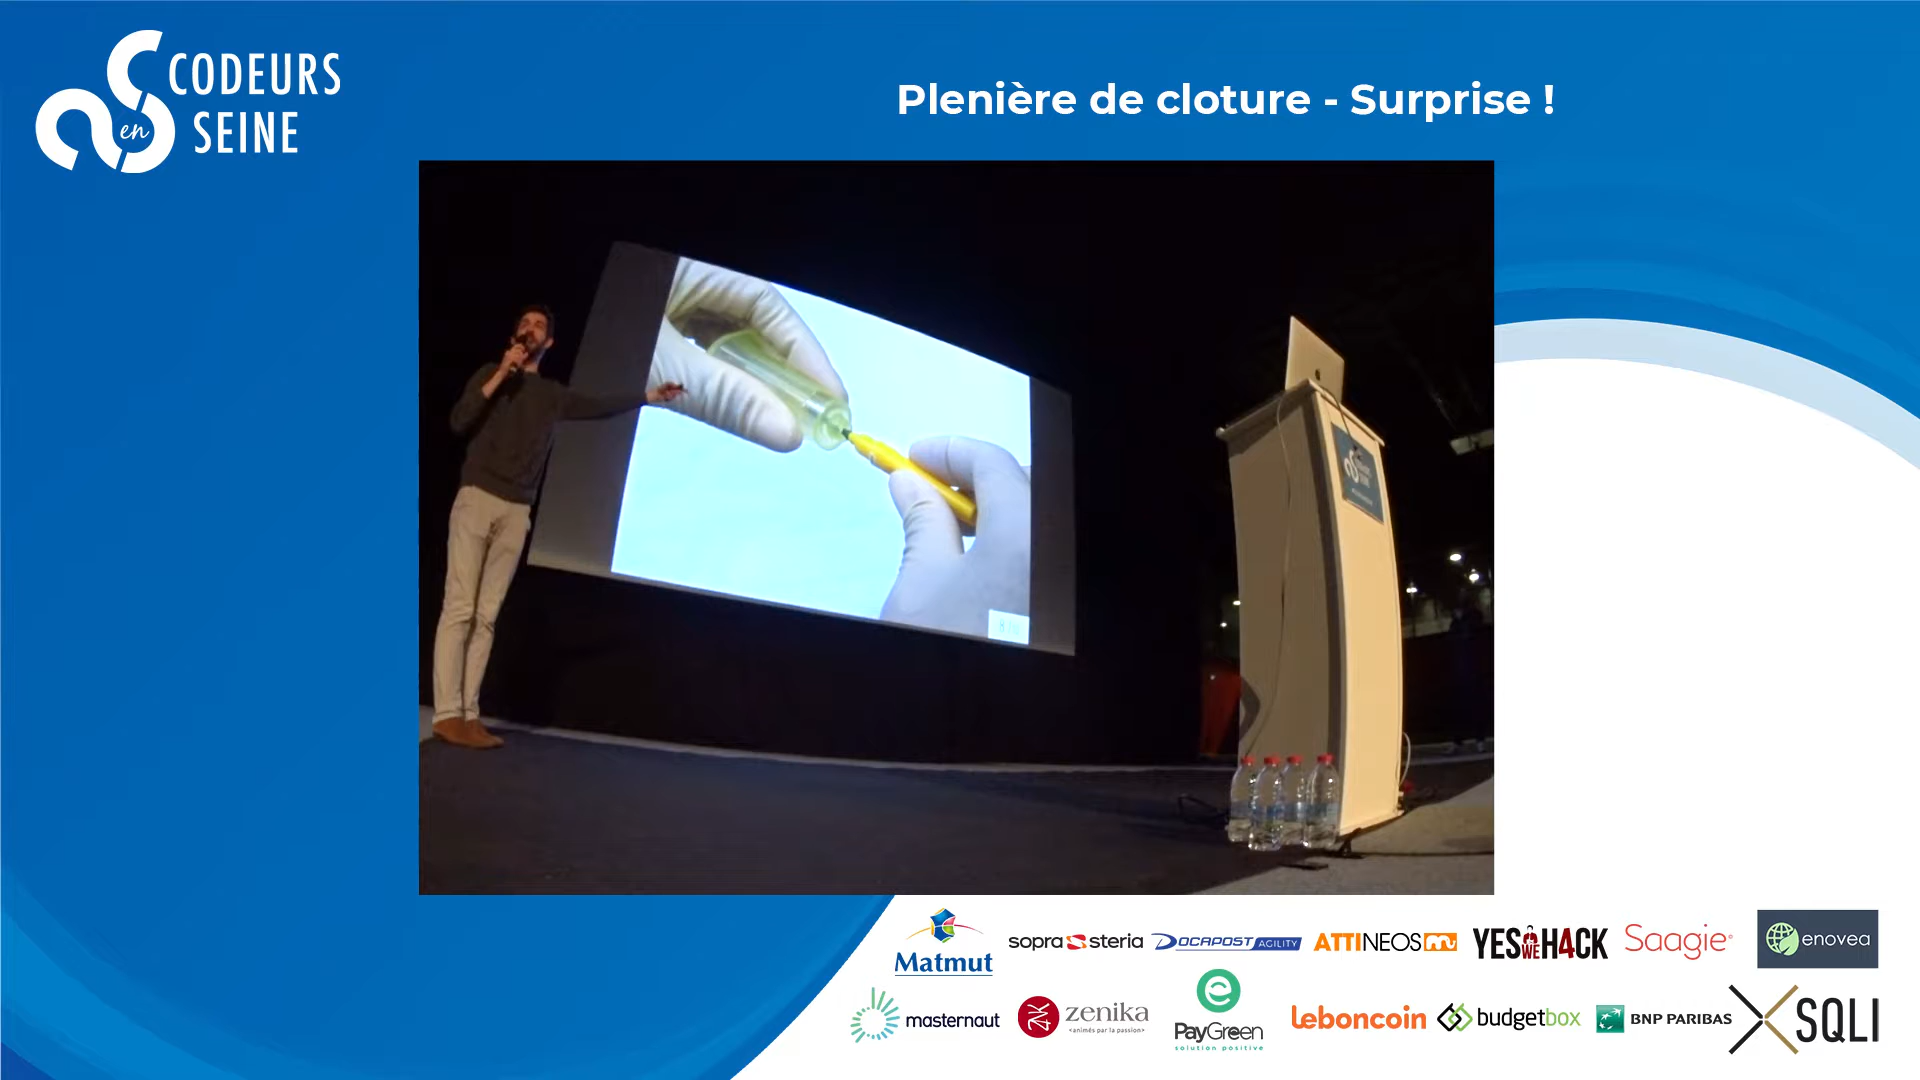 CODEURS
en
SEINE
Plenière de cloture - Surprise !
Matmut
sopra steria
DOCAPOST AGILITY
ATTINEOS
YES WE H4CK
Saagie
enovea
masternaut
zenika
<animés par la passion>
PayGreen
solution positive
leboncoin
budgetbox
BNP PARIBAS
SQLI